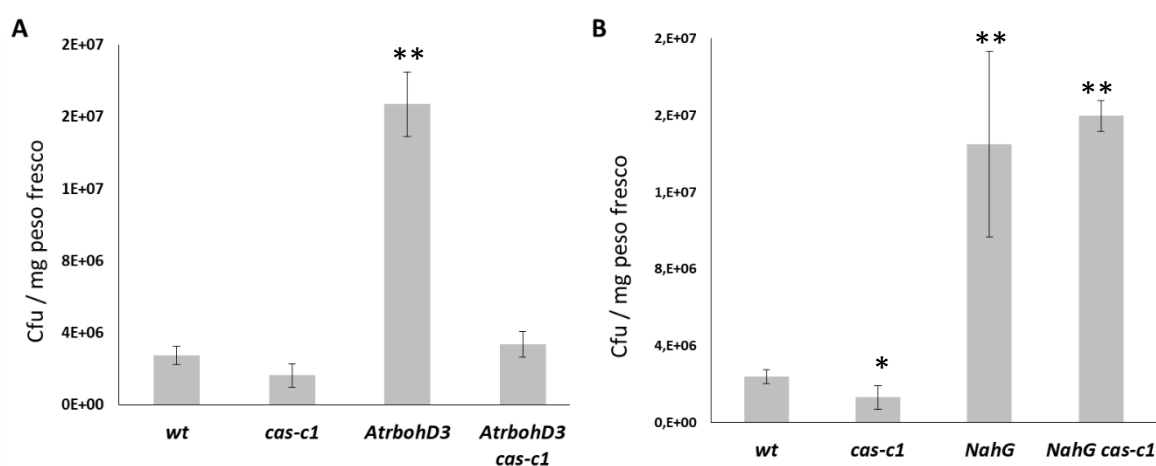 A
Cfu / mg peso fresco
2E+07
2E+07
1E+07
8E+06
4E+06
0E+00
**
wt
cas-c1
AtrbohD3
AtrbohD3
cas-c1
B
Cfu / mg peso fresco
2,E+07
2,E+07
1,E+07
8,E+06
4,E+06
0,E+00
*
**
**
wt
cas-c1
NahG
NahG cas-c1